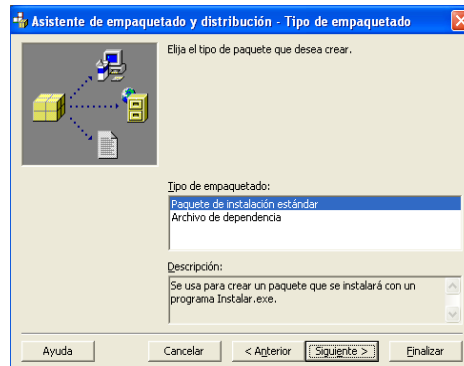 Asistente de empaquetado y distribución - Tipo de empaquetado
Elija el tipo de paquete que desea crear.
Tipo de empaquetado:
Paquete de instalación estándar
Archivo de dependencia
Descripción:
Se usa para crear un paquete que se instalará con un
programa Instalar.exe.
Ayuda
Cancelar
< Anterior
Siguiente >
Finalizar